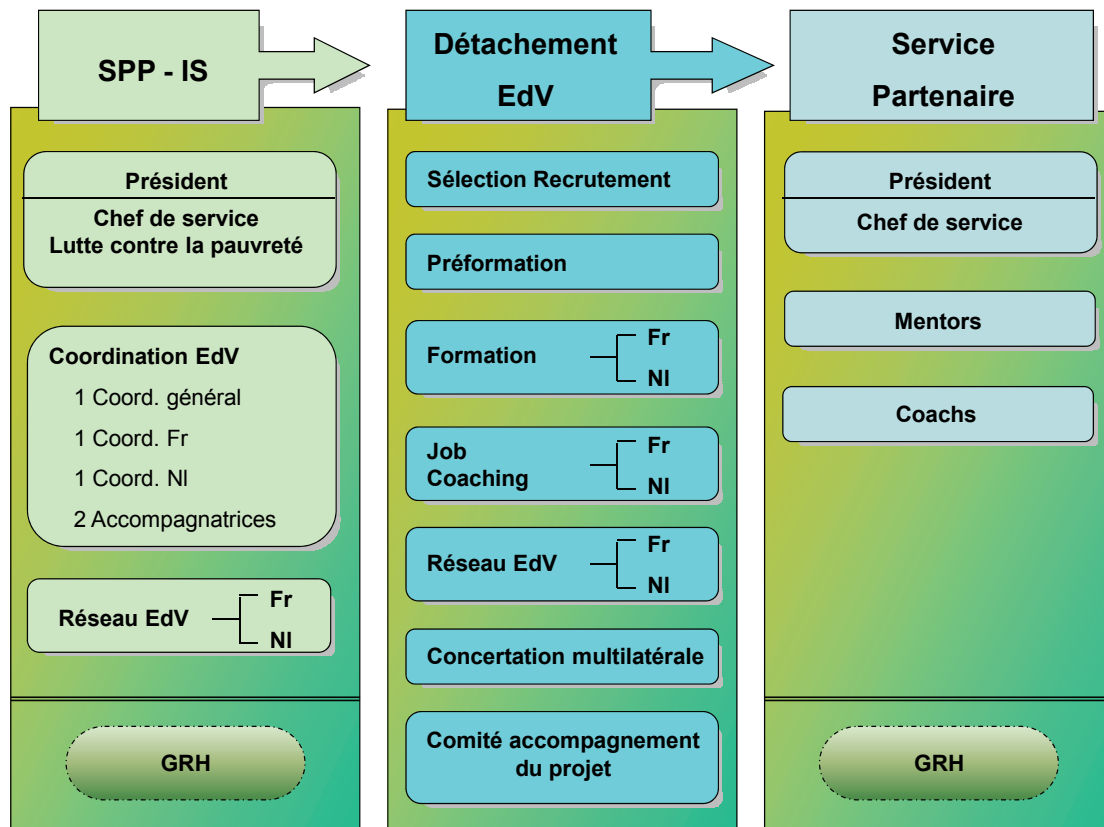 SPP - IS
Président
Chef de service
Lutte contre la pauvreté
Coordination EdV
1 Coord. général
1 Coord. Fr
1 Coord. Nl
2 Accompagnatrices
Réseau EdV
Fr
Nl
GRH
Détachement
EdV
Sélection Recrutement
Préformation
Formation
Fr
Nl
Job
Coaching
Fr
Nl
Réseau EdV
Fr
Nl
Concertation multilatérale
Comité accompagnement
du projet
Service
Partenaire
Président
Chef de service
Mentors
Coachs
GRH